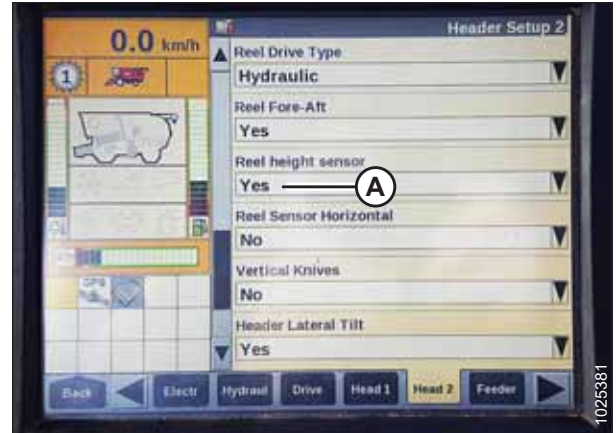 0.0 km/h
Header Setup 2
1
Reel Drive Type
Hydraulic
Reel Fore-Aft
Yes
Reel height sensor
Yes
A
Reel Sensor Horizontal
No
Vertical Knives
No
Header Lateral Tilt
Yes
Back
Electr
Hydraul
Drive
Head 1
Head 2
Feeder
1025381